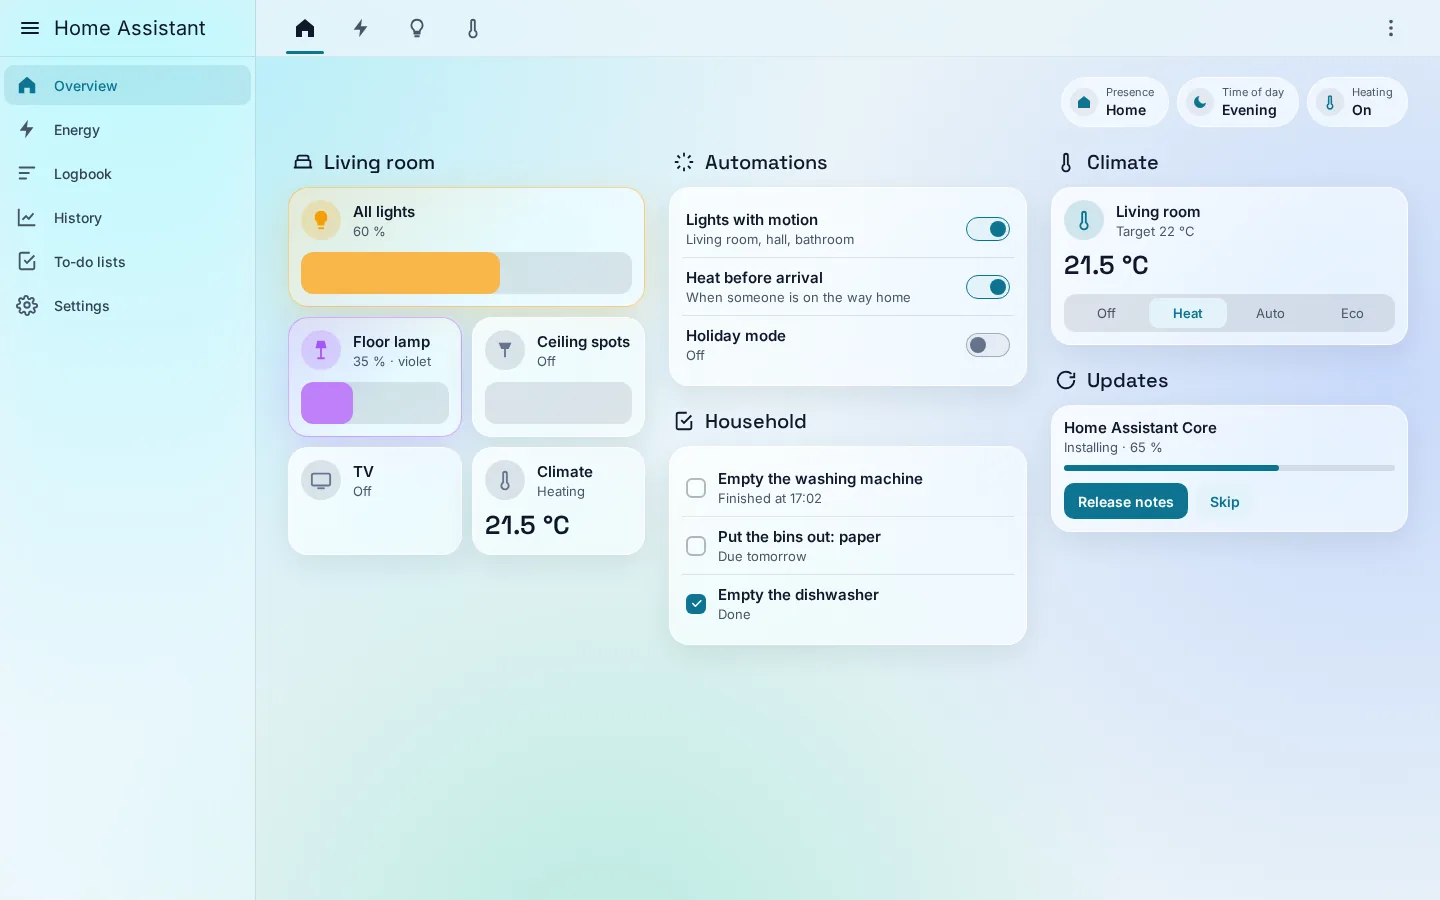 Home Assistant
Overview
Energy
Logbook
History
To-do lists
Settings
Presence
Home
Time of day
Evening
Heating
On
Living room
All lights
60 %
Floor lamp
35 % · violet
Ceiling spots
Off
TV
Off
Climate
Heating
21.5 °C
Automations
Lights with motion
Living room, hall, bathroom
Heat before arrival
When someone is on the way home
Holiday mode
Off
Household
Empty the washing machine
Finished at 17:02
Put the bins out: paper
Due tomorrow
Empty the dishwasher
Done
Climate
Living room
Target 22 °C
21.5 °C
Off Heat Auto Eco
Updates
Home Assistant Core
Installing · 65 %
Release notes Skip